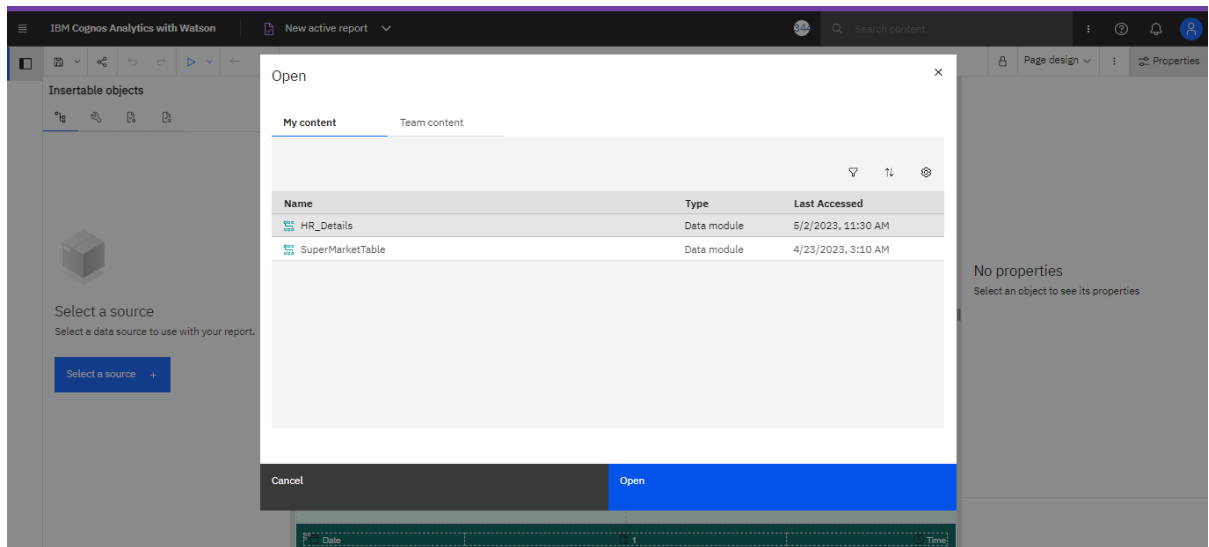 IBM Cognos Analytics with Watson
New active report
Search content
Page design
Properties
Insertable objects
Open
My content
Team content
Name Type Last Accessed
HR_Details Data module 5/2/2023, 11:30 AM
SuperMarketTable Data module 4/23/2023, 3:10 AM
Select a source
Select a data source to use with your report.
Select a source +
No properties
Select an object to see its properties
Cancel
Open
Date 1 Time